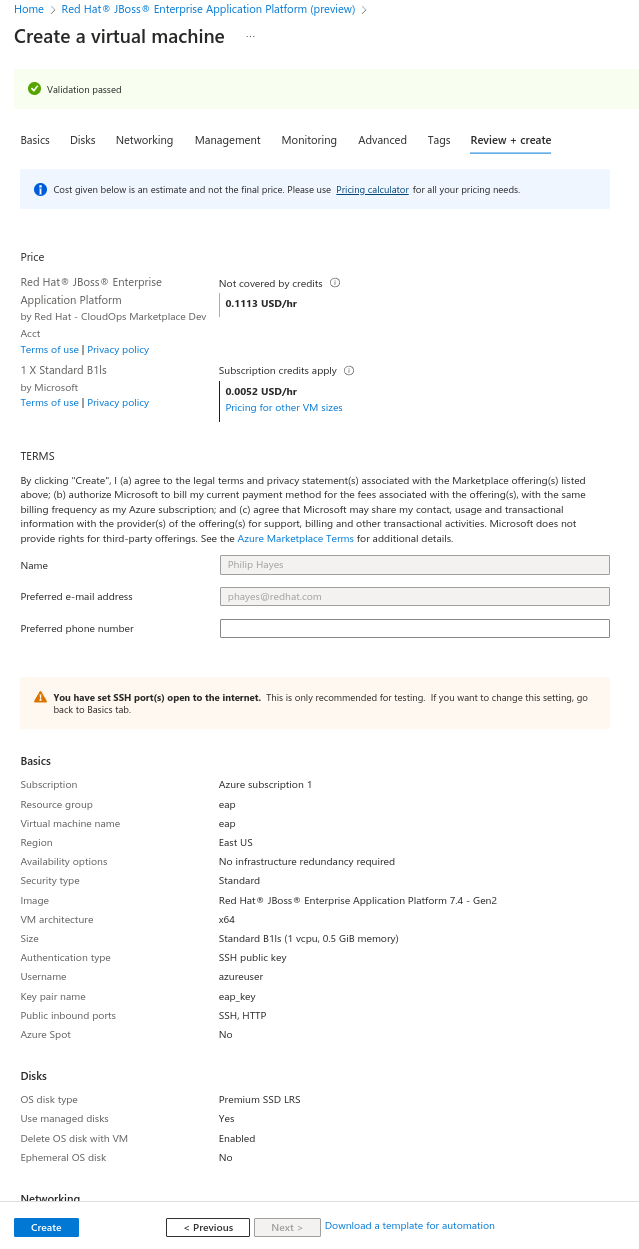 Home > Red Hat® JBoss® Enterprise Application Platform (preview) >
Create a virtual machine ...
Validation passed
Basics Disks Networking Management Monitoring Advanced Tags Review + create
Cost given below is an estimate and not the final price. Please use Pricing calculator for all your pricing needs.
Price
Red Hat® JBoss® Enterprise
Application Platform
by Red Hat - CloudOps Marketplace Dev
Acct
Terms of use | Privacy policy
Not covered by credits
0.1113 USD/hr
1 X Standard B1ls
by Microsoft
Terms of use | Privacy policy
Subscription credits apply
0.0052 USD/hr
Pricing for other VM sizes
TERMS
By clicking "Create", I (a) agree to the legal terms and privacy statement(s) associated with the Marketplace offering(s) listed
above; (b) authorize Microsoft to bill my current payment method for the fees associated with the offering(s), with the same
billing frequency as my Azure subscription; and (c) agree that Microsoft may share my contact, usage and transactional
information with the provider(s) of the offering(s) for support, billing and other transactional activities. Microsoft does not
provide rights for third-party offerings. See the Azure Marketplace Terms for additional details.
Name Philip Hayes
Preferred e-mail address phayes@redhat.com
Preferred phone number
You have set SSH port(s) open to the internet. This is only recommended for testing. If you want to change this setting, go
back to Basics tab.
Basics
Subscription Azure subscription 1
Resource group eap
Virtual machine name eap
Region East US
Availability options No infrastructure redundancy required
Security type Standard
Image Red Hat® JBoss® Enterprise Application Platform 7.4 - Gen2
VM architecture x64
Size Standard B1ls (1 vcpu, 0.5 GiB memory)
Authentication type SSH public key
Username azureuser
Key pair name eap_key
Public inbound ports SSH, HTTP
Azure Spot No
Disks
OS disk type Premium SSD LRS
Use managed disks Yes
Delete OS disk with VM Enabled
Ephemeral OS disk No
Networking
Create < Previous Next > Download a template for automation